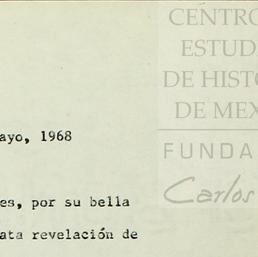 CENTRO
ESTUD
DE HISTO
DE MEX
FUNDA
Carlos
ayo, 1968
es, por su bella
ata revelación de